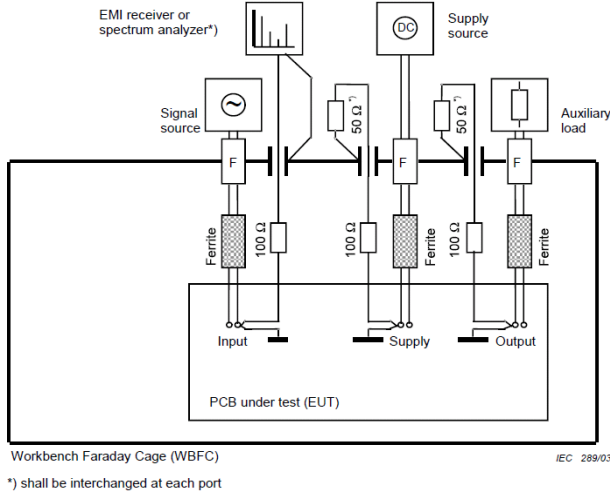 EMI receiver or
spectrum analyzer*)
DC
Supply
source
Signal
source
50 Ω *)
50 Ω *)
Auxiliary
load
F
F
F
Ferrite
100 Ω
100 Ω
Ferrite
100 Ω
Ferrite
Input
Supply
Output
PCB under test (EUT)
Workbench Faraday Cage (WBFC)
IEC 289/03
*) shall be interchanged at each port